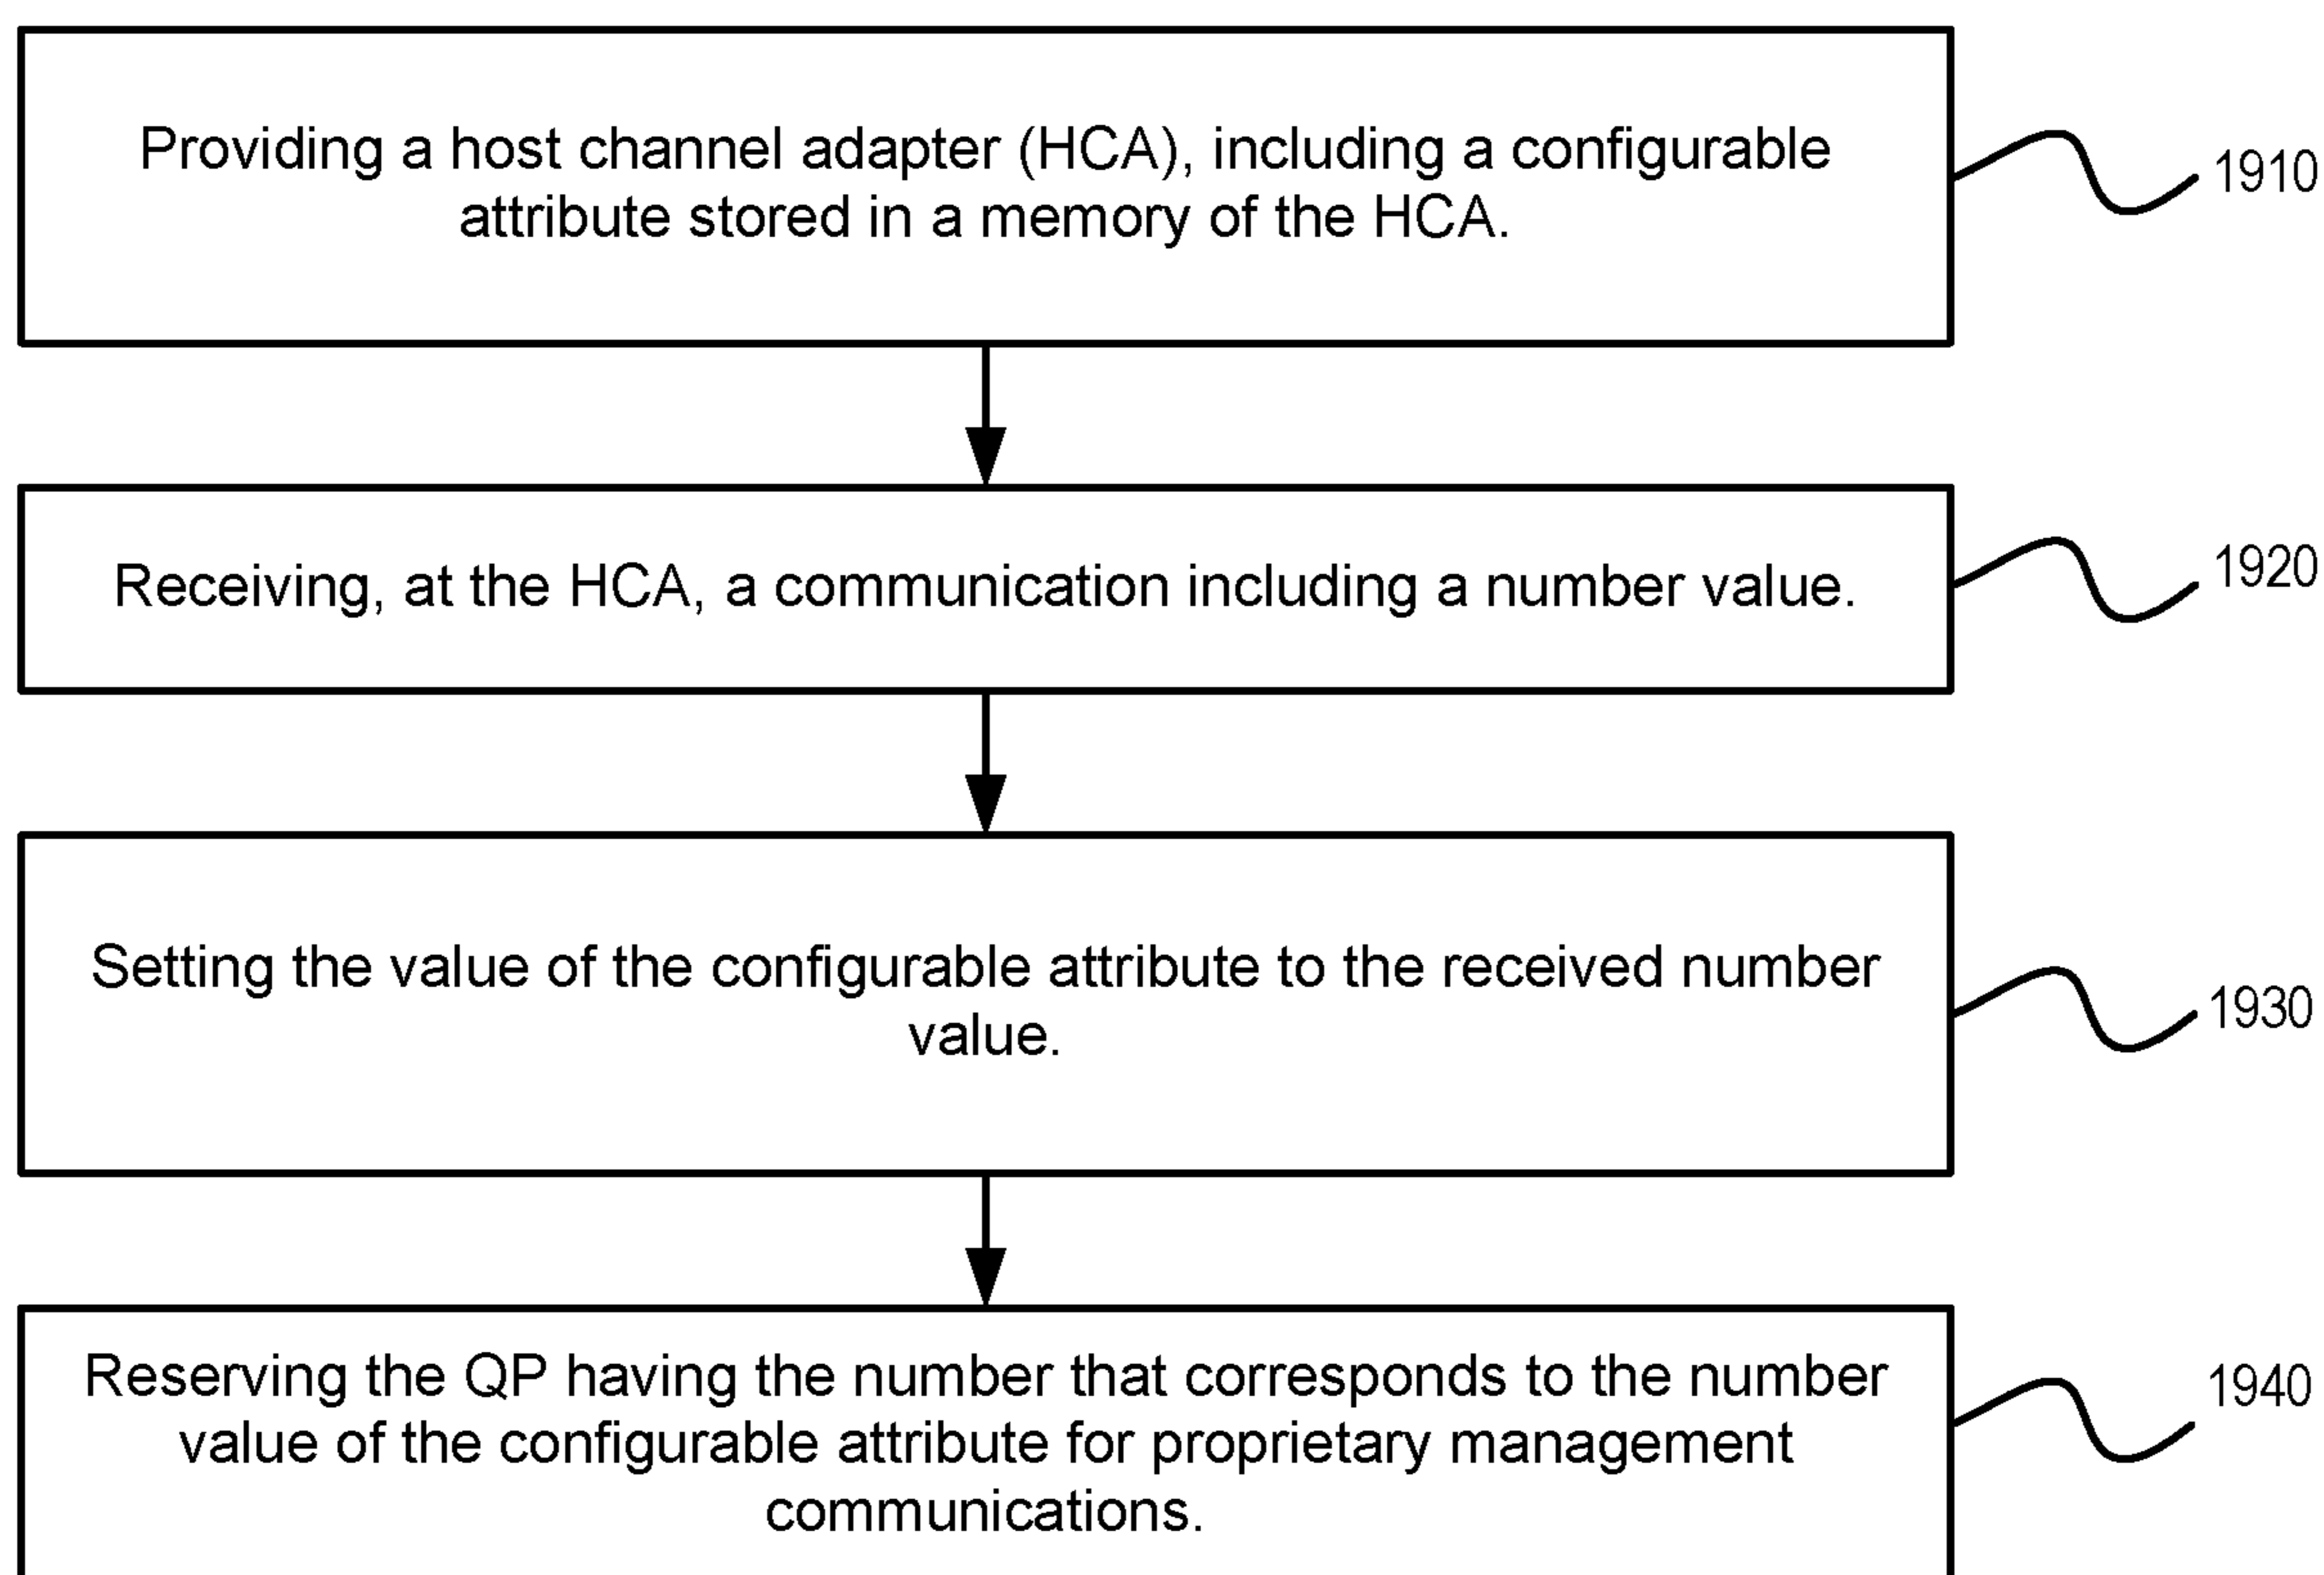 Providing a host channel adapter (HCA), including a configurable
attribute stored in a memory of the HCA.
1910
Receiving, at the HCA, a communication including a number value.
1920
Setting the value of the configurable attribute to the received number
value.
1930
Reserving the QP having the number that corresponds to the number
value of the configurable attribute for proprietary management
communications.
1940